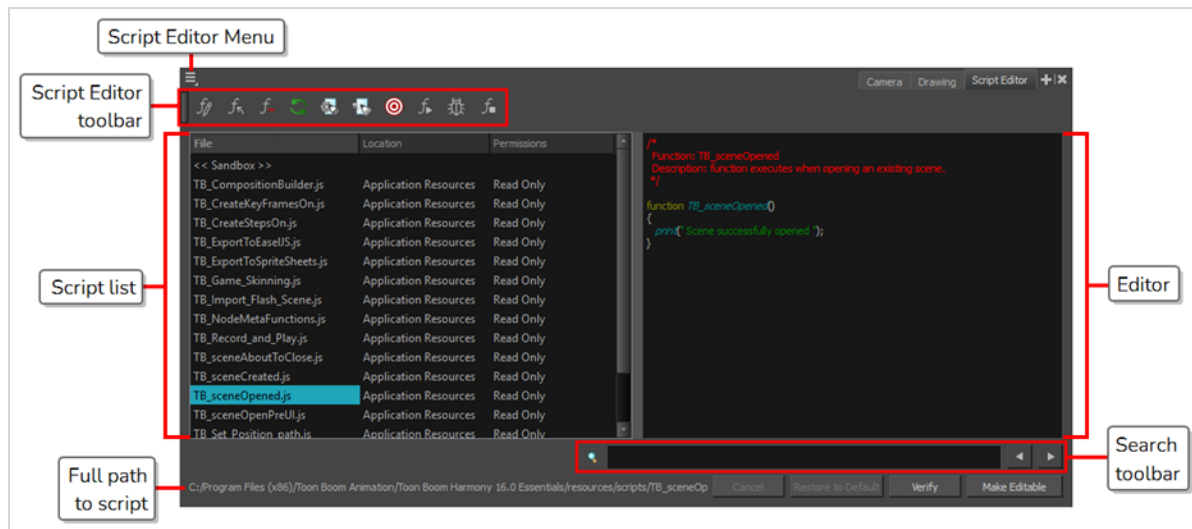 Script Editor Menu
Script Editor
toolbar
Camera
Drawing
Script Editor
File Location Permissions
<< Sandbox >>
TB_CompositionBuilder.js Application Resources Read Only
TB_CreateKeyFramesOn.js Application Resources Read Only
TB_CreateStepsOn.js Application Resources Read Only
TB_ExportToEaselJS.js Application Resources Read Only
TB_ExportToSpriteSheets.js Application Resources Read Only
TB_Game_Skinning.js Application Resources Read Only
TB_Import_Flash_Scene.js Application Resources Read Only
TB_NodeMetaFunctions.js Application Resources Read Only
TB_Record_and_Play.js Application Resources Read Only
TB_sceneAboutToClose.js Application Resources Read Only
TB_sceneCreated.js Application Resources Read Only
TB_sceneOpened.js Application Resources Read Only
TB_sceneOpenPreUI.js Application Resources Read Only
TB_Set_Position_path.js Application Resources Read Only
/*
Function: TB_sceneOpened
Description: function executes when opening an existing scene.
*/
function TB_sceneOpened()
{
print(" Scene successfully opened ");
}
Script list
Editor
Search
toolbar
Full path
to script
C:/Program Files (x86)/Toon Boom Animation/Toon Boom Harmony 16.0 Essentials/resources/scripts/TB_sceneOp
Cancel
Restore to Default
Verify
Make Editable